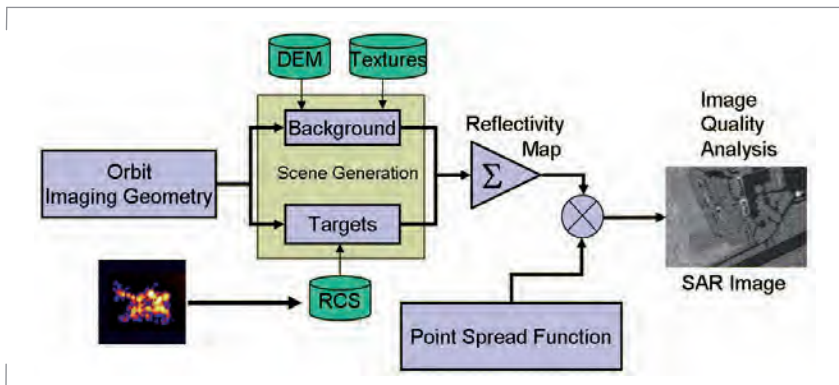 DEM
Textures
Background
Scene Generation
Targets
RCS
Orbit
Imaging Geometry
Reflectivity
Map
Σ
Point Spread Function
Image
Quality
Analysis
SAR Image